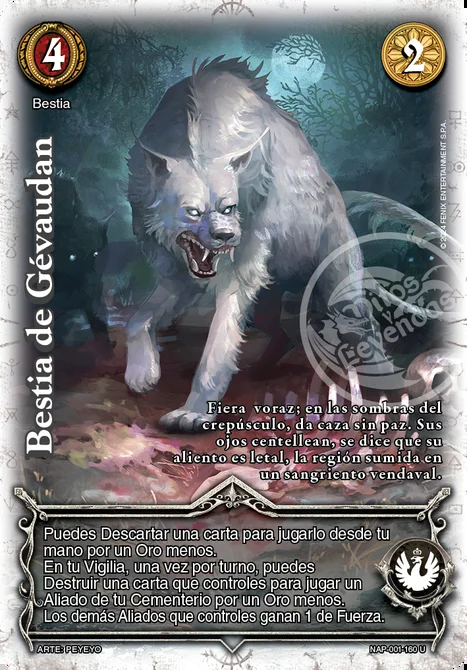 4
2
Bestia
Bestia de Gévaudan
© 2024 FENIX ENTERTAINMENT S.P.A.
Mitos y
Leyendas
Fiera voraz; en las sombras del
crepúsculo, da caza sin paz. Sus
ojos centellean, se dice que su
aliento es letal, la región sumida en
un sangriento vendaval.
Puedes Descartar una carta para jugarlo desde tu
mano por un Oro menos.
En tu Vigilia, una vez por turno, puedes
Destruir una carta que controles para jugar un
Aliado de tu Cementerio por un Oro menos.
Los demás Aliados que controles ganan 1 de Fuerza.
ARTE: PEYEYO
NAP-001-160 U